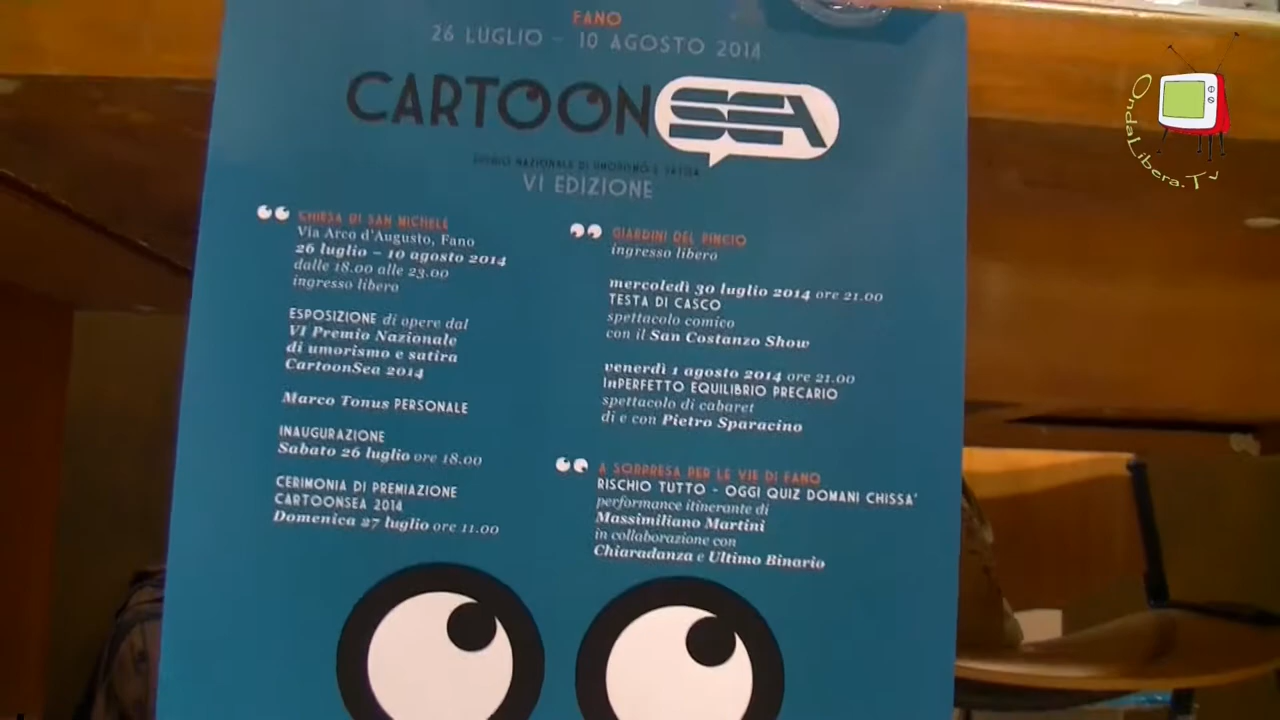 FANO
26 LUGLIO – 10 AGOSTO 2014
CARTOONSEA
PREMIO NAZIONALE DI UMORISMO E SATIRA
VI EDIZIONE
CHIESA DI SAN MICHELE
Via Arco d'Augusto, Fano
26 luglio – 10 agosto 2014
dalle 18.00 alle 23.00
ingresso libero
ESPOSIZIONE di opere dal
VI Premio Nazionale
di umorismo e satira
CartoonSea 2014
Marco Tonus PERSONALE
INAUGURAZIONE
Sabato 26 luglio ore 18.00
CERIMONIA DI PREMIAZIONE
CARTOONSEA 2014
Domenica 27 luglio ore 11.00
GIARDINI DEL PINCIO
ingresso libero
mercoledì 30 luglio 2014 ore 21.00
TESTA DI CASCO
spettacolo comico
con il San Costanzo Show
venerdì 1 agosto 2014 ore 21.00
InPERFETTO EQUILIBRIO PRECARIO
spettacolo di cabaret
di e con Pietro Sparacino
A SORPRESA PER LE VIE DI FANO
RISCHIO TUTTO - OGGI QUIZ DOMANI CHISSA'
performance itinerante di
Massimiliano Martini
in collaborazione con
Chiaradanza e Ultimo Binario
OndaLibera.Tv